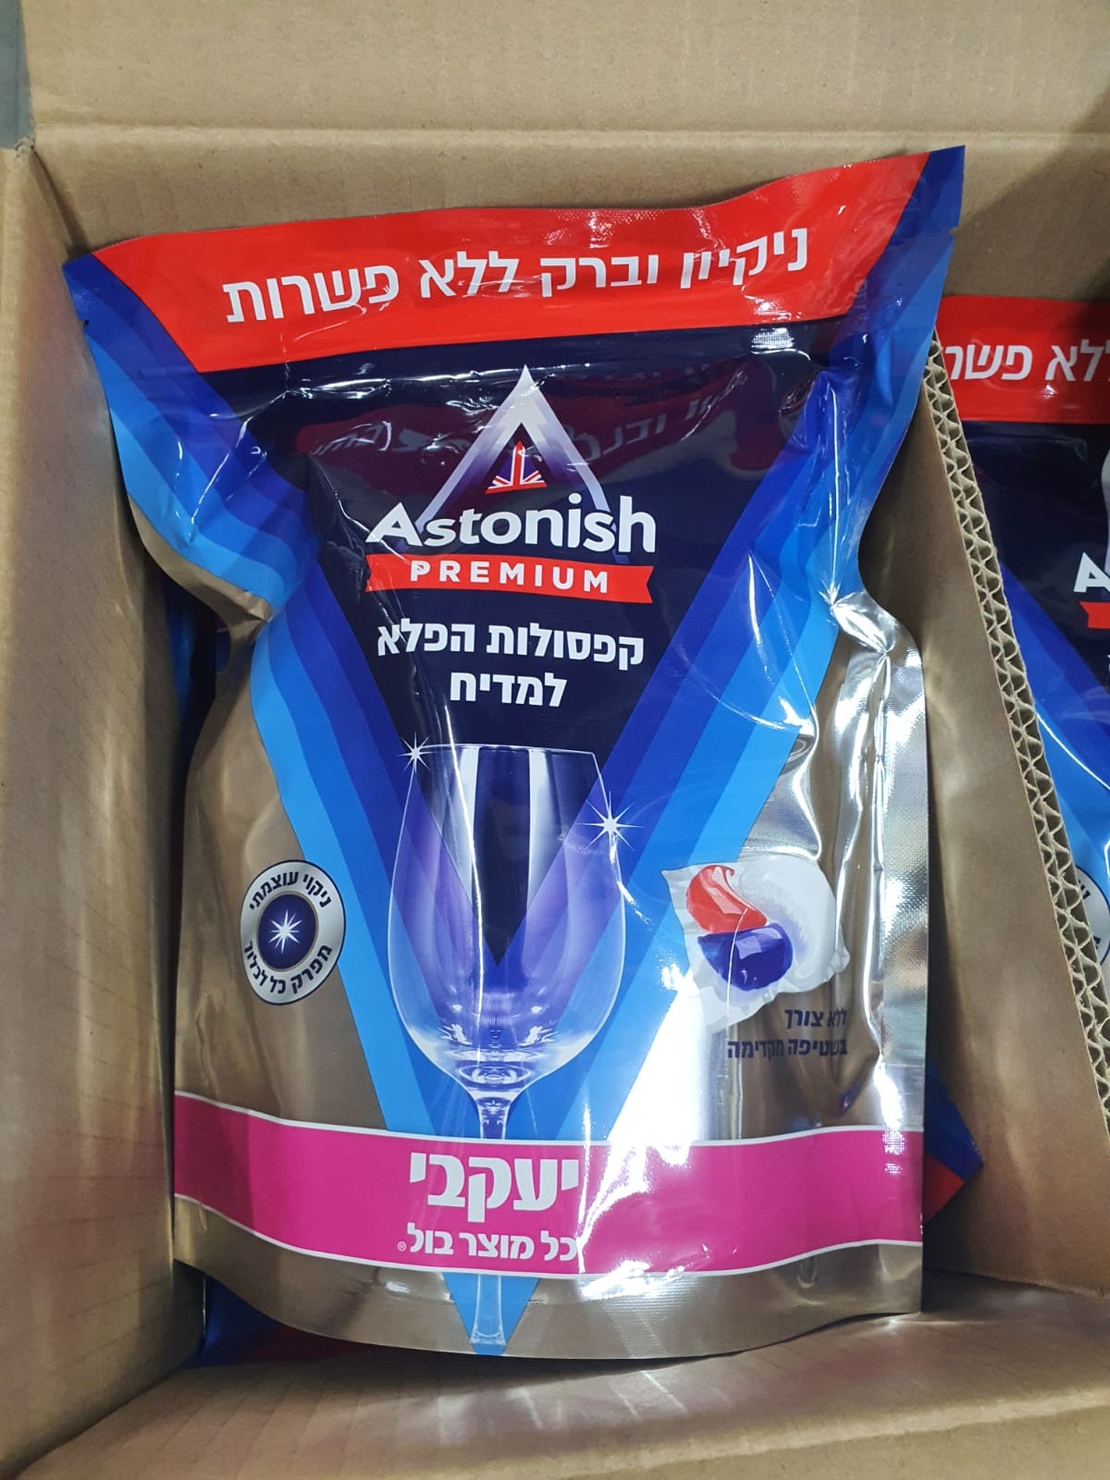 ניקיון וברק ללא פשרות
Astonish
PREMIUM
קפסולות הפלא
למדיח
ניקוי עוצמתי
מפרק כל לכלוך
ללא צורך
בשטיפה מקדימה
יעקבי
כל מוצר בול®
ללא פשר
A